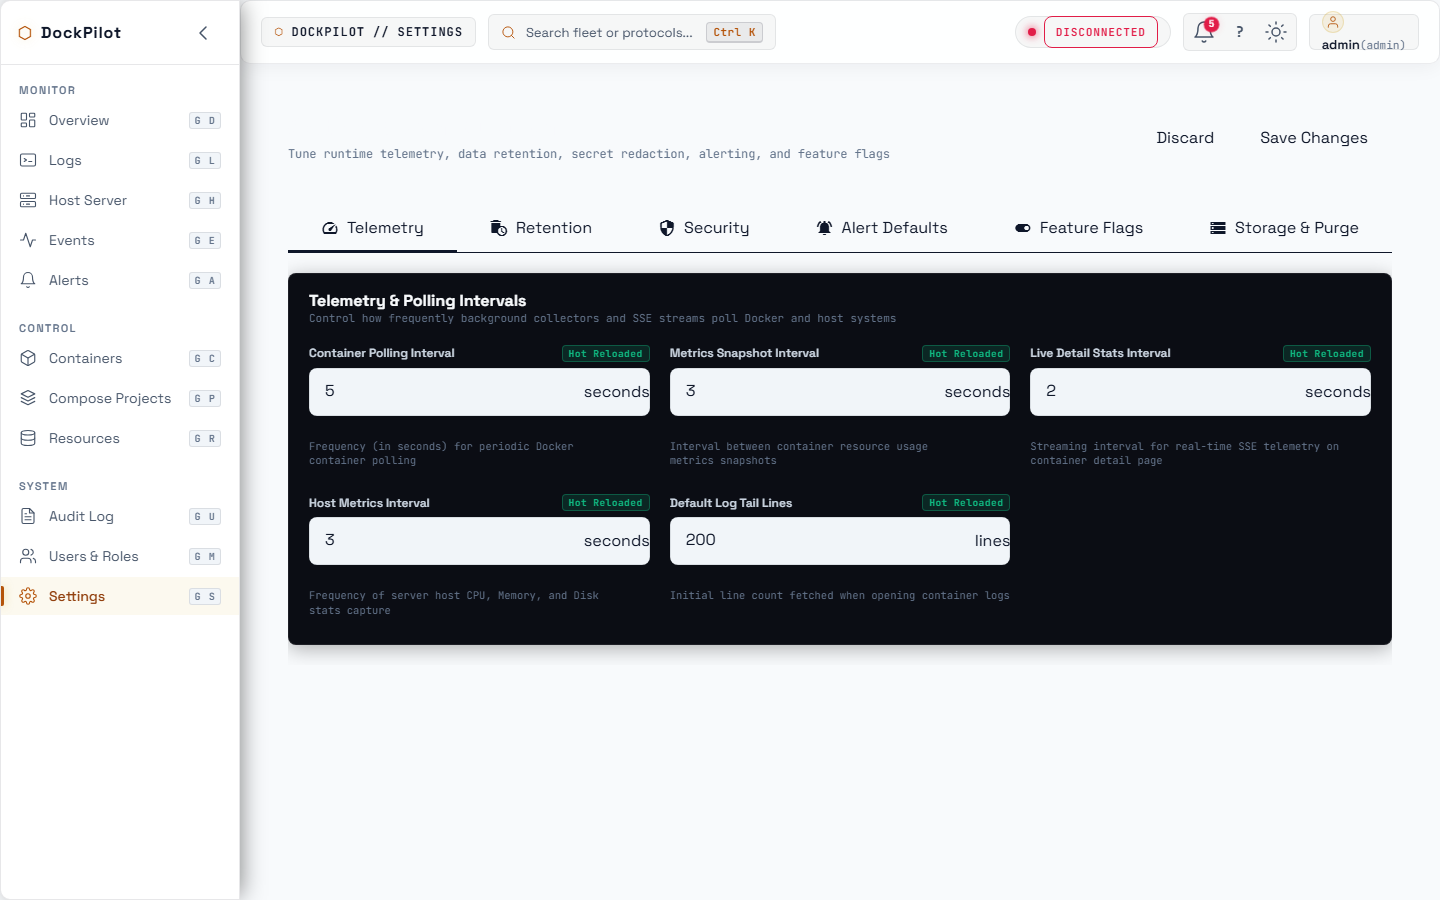 DockPilot
MONITOR
Overview G D
Logs G L
Host Server G H
Events G E
Alerts G A
CONTROL
Containers G C
Compose Projects G P
Resources G R
SYSTEM
Audit Log G U
Users & Roles G M
Settings G S
DOCKPILOT // SETTINGS
Search fleet or protocols... Ctrl K
DISCONNECTED
5
?
admin(admin)
Tune runtime telemetry, data retention, secret redaction, alerting, and feature flags
Discard Save Changes
Telemetry Retention Security Alert Defaults Feature Flags Storage & Purge
Telemetry & Polling Intervals
Control how frequently background collectors and SSE streams poll Docker and host systems
Container Polling Interval Hot Reloaded
5 seconds
Frequency (in seconds) for periodic Docker
container polling
Metrics Snapshot Interval Hot Reloaded
3 seconds
Interval between container resource usage
metrics snapshots
Live Detail Stats Interval Hot Reloaded
2 seconds
Streaming interval for real-time SSE telemetry on
container detail page
Host Metrics Interval Hot Reloaded
3 seconds
Frequency of server host CPU, Memory, and Disk
stats capture
Default Log Tail Lines Hot Reloaded
200 lines
Initial line count fetched when opening container logs